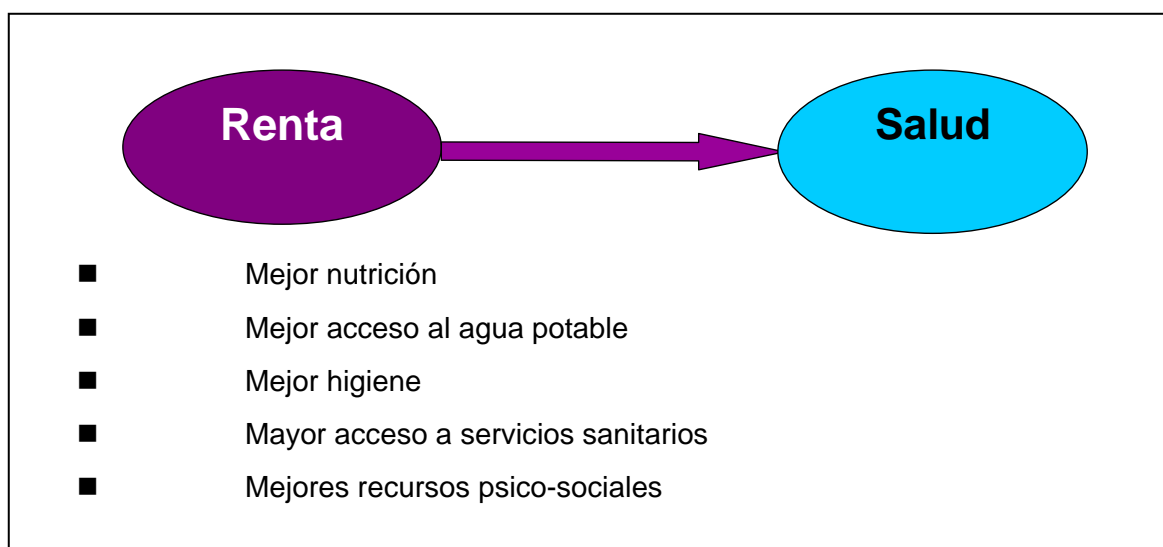 Renta
Salud
Mejor nutrición
Mejor acceso al agua potable
Mejor higiene
Mayor acceso a servicios sanitarios
Mejores recursos psico-sociales